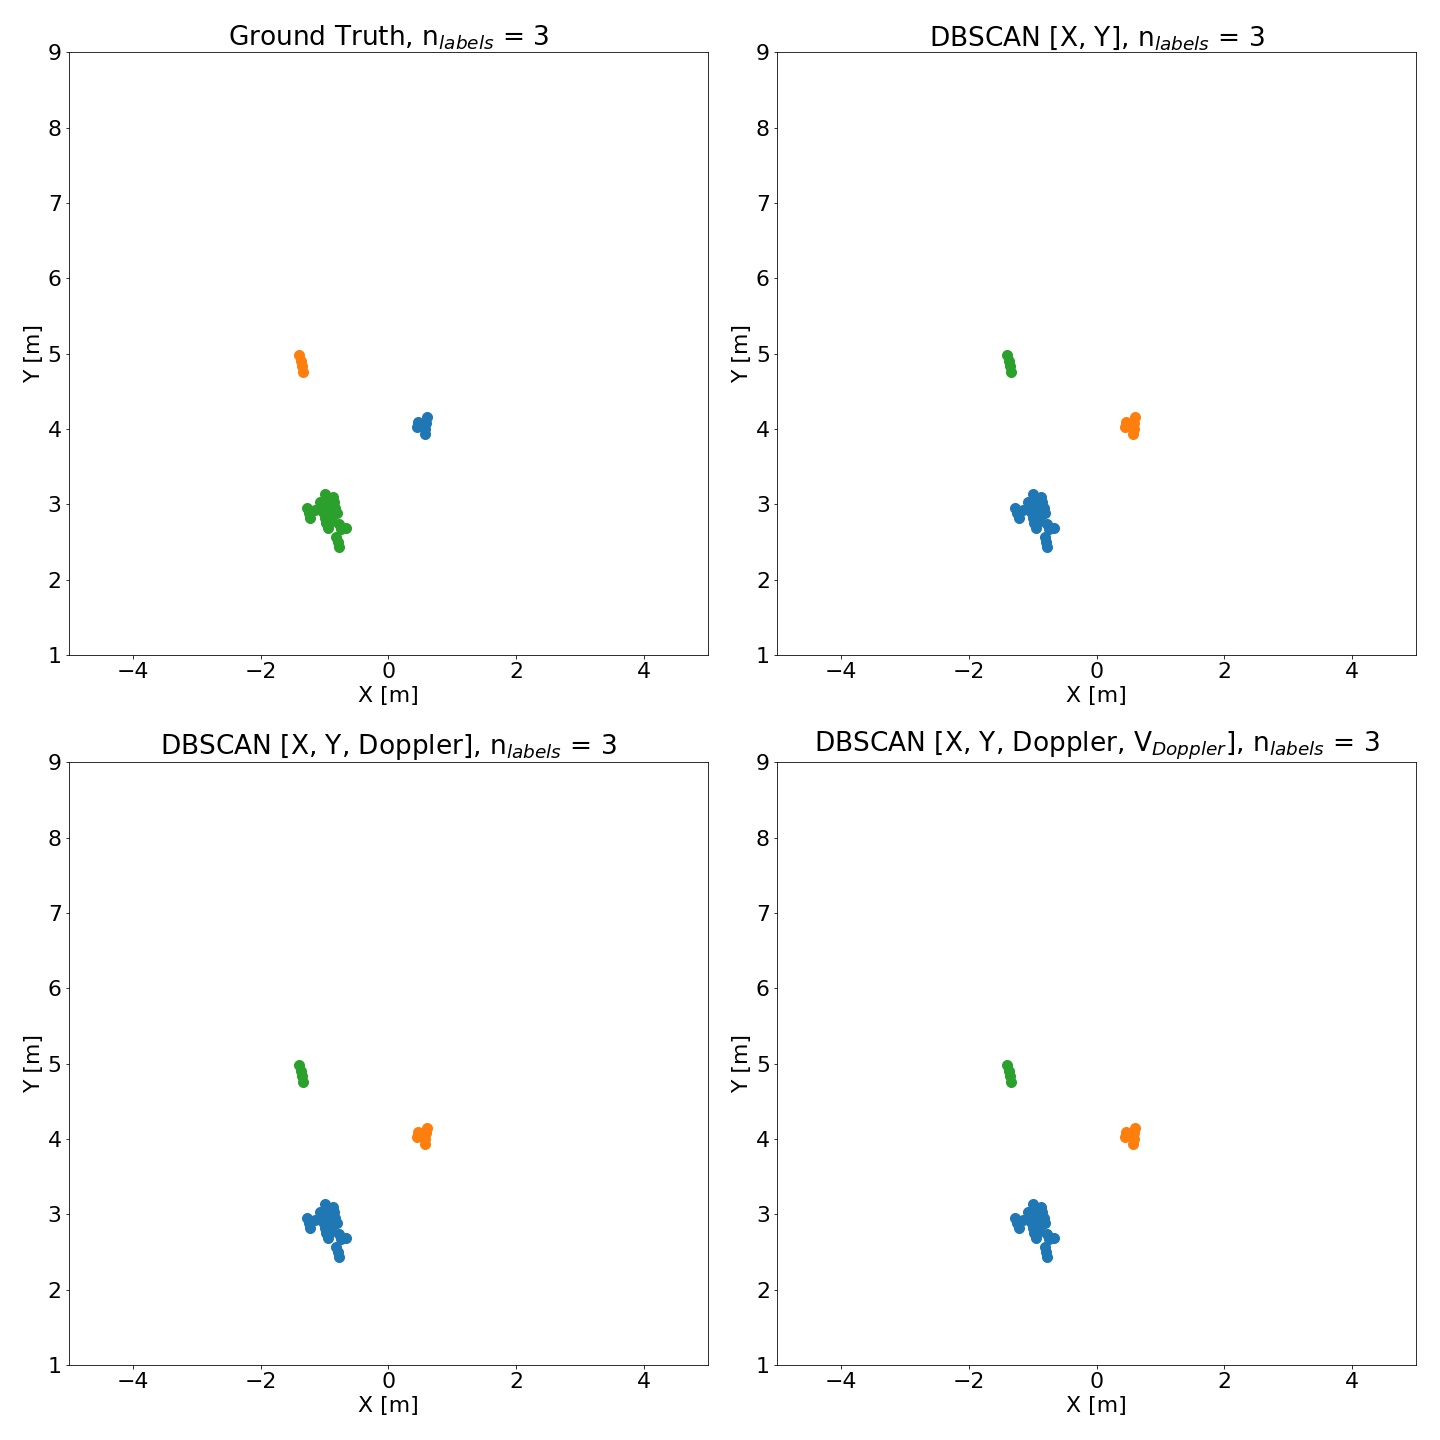 Ground Truth, n_labels = 3
9
8
7
6
5
4
3
2
1
Y [m]
−4 −2 0 2 4
X [m]
DBSCAN [X, Y], n_labels = 3
9
8
7
6
5
4
3
2
1
Y [m]
−4 −2 0 2 4
X [m]
DBSCAN [X, Y, Doppler], n_labels = 3
9
8
7
6
5
4
3
2
1
Y [m]
−4 −2 0 2 4
X [m]
DBSCAN [X, Y, Doppler, V_Doppler], n_labels = 3
9
8
7
6
5
4
3
2
1
Y [m]
−4 −2 0 2 4
X [m]